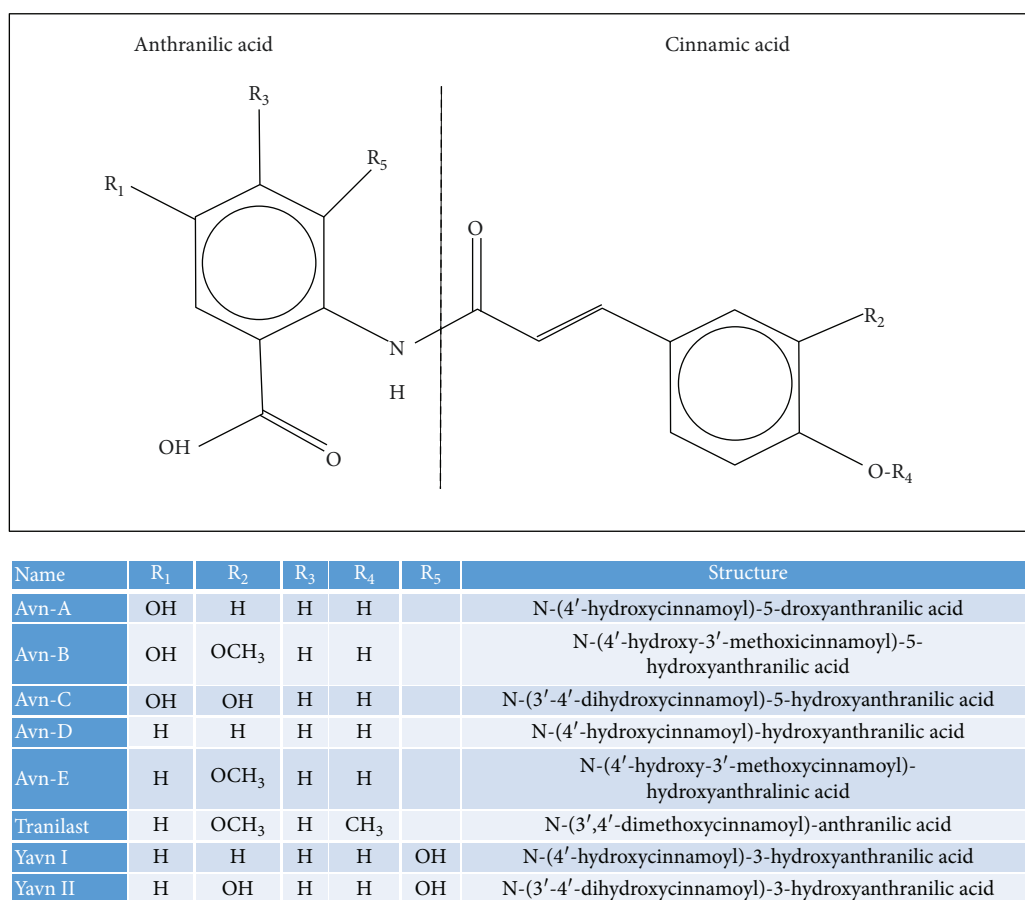 Anthranilic acid
Cinnamic acid
R₃
R₅
R₁
O
R₂
N
H
OH
O
O-R₄
Name R₁ R₂ R₃ R₄ R₅ Structure
Avn-A OH H H H N-(4′-hydroxycinnamoyl)-5-droxyanthranilic acid
Avn-B OH OCH₃ H H N-(4′-hydroxy-3′-methoxicinnamoyl)-5-
hydroxyanthranilic acid
Avn-C OH OH H H N-(3′-4′-dihydroxycinnamoyl)-5-hydroxyanthranilic acid
Avn-D H H H H N-(4′-hydroxycinnamoyl)-hydroxyanthranilic acid
Avn-E H OCH₃ H H N-(4′-hydroxy-3′-methoxycinnamoyl)-
hydroxyanthralinic acid
Tranilast H OCH₃ H CH₃ N-(3′,4′-dimethoxycinnamoyl)-anthranilic acid
Yavn I H H H H OH N-(4′-hydroxycinnamoyl)-3-hydroxyanthranilic acid
Yavn II H OH H H OH N-(3′-4′-dihydroxycinnamoyl)-3-hydroxyanthranilic acid